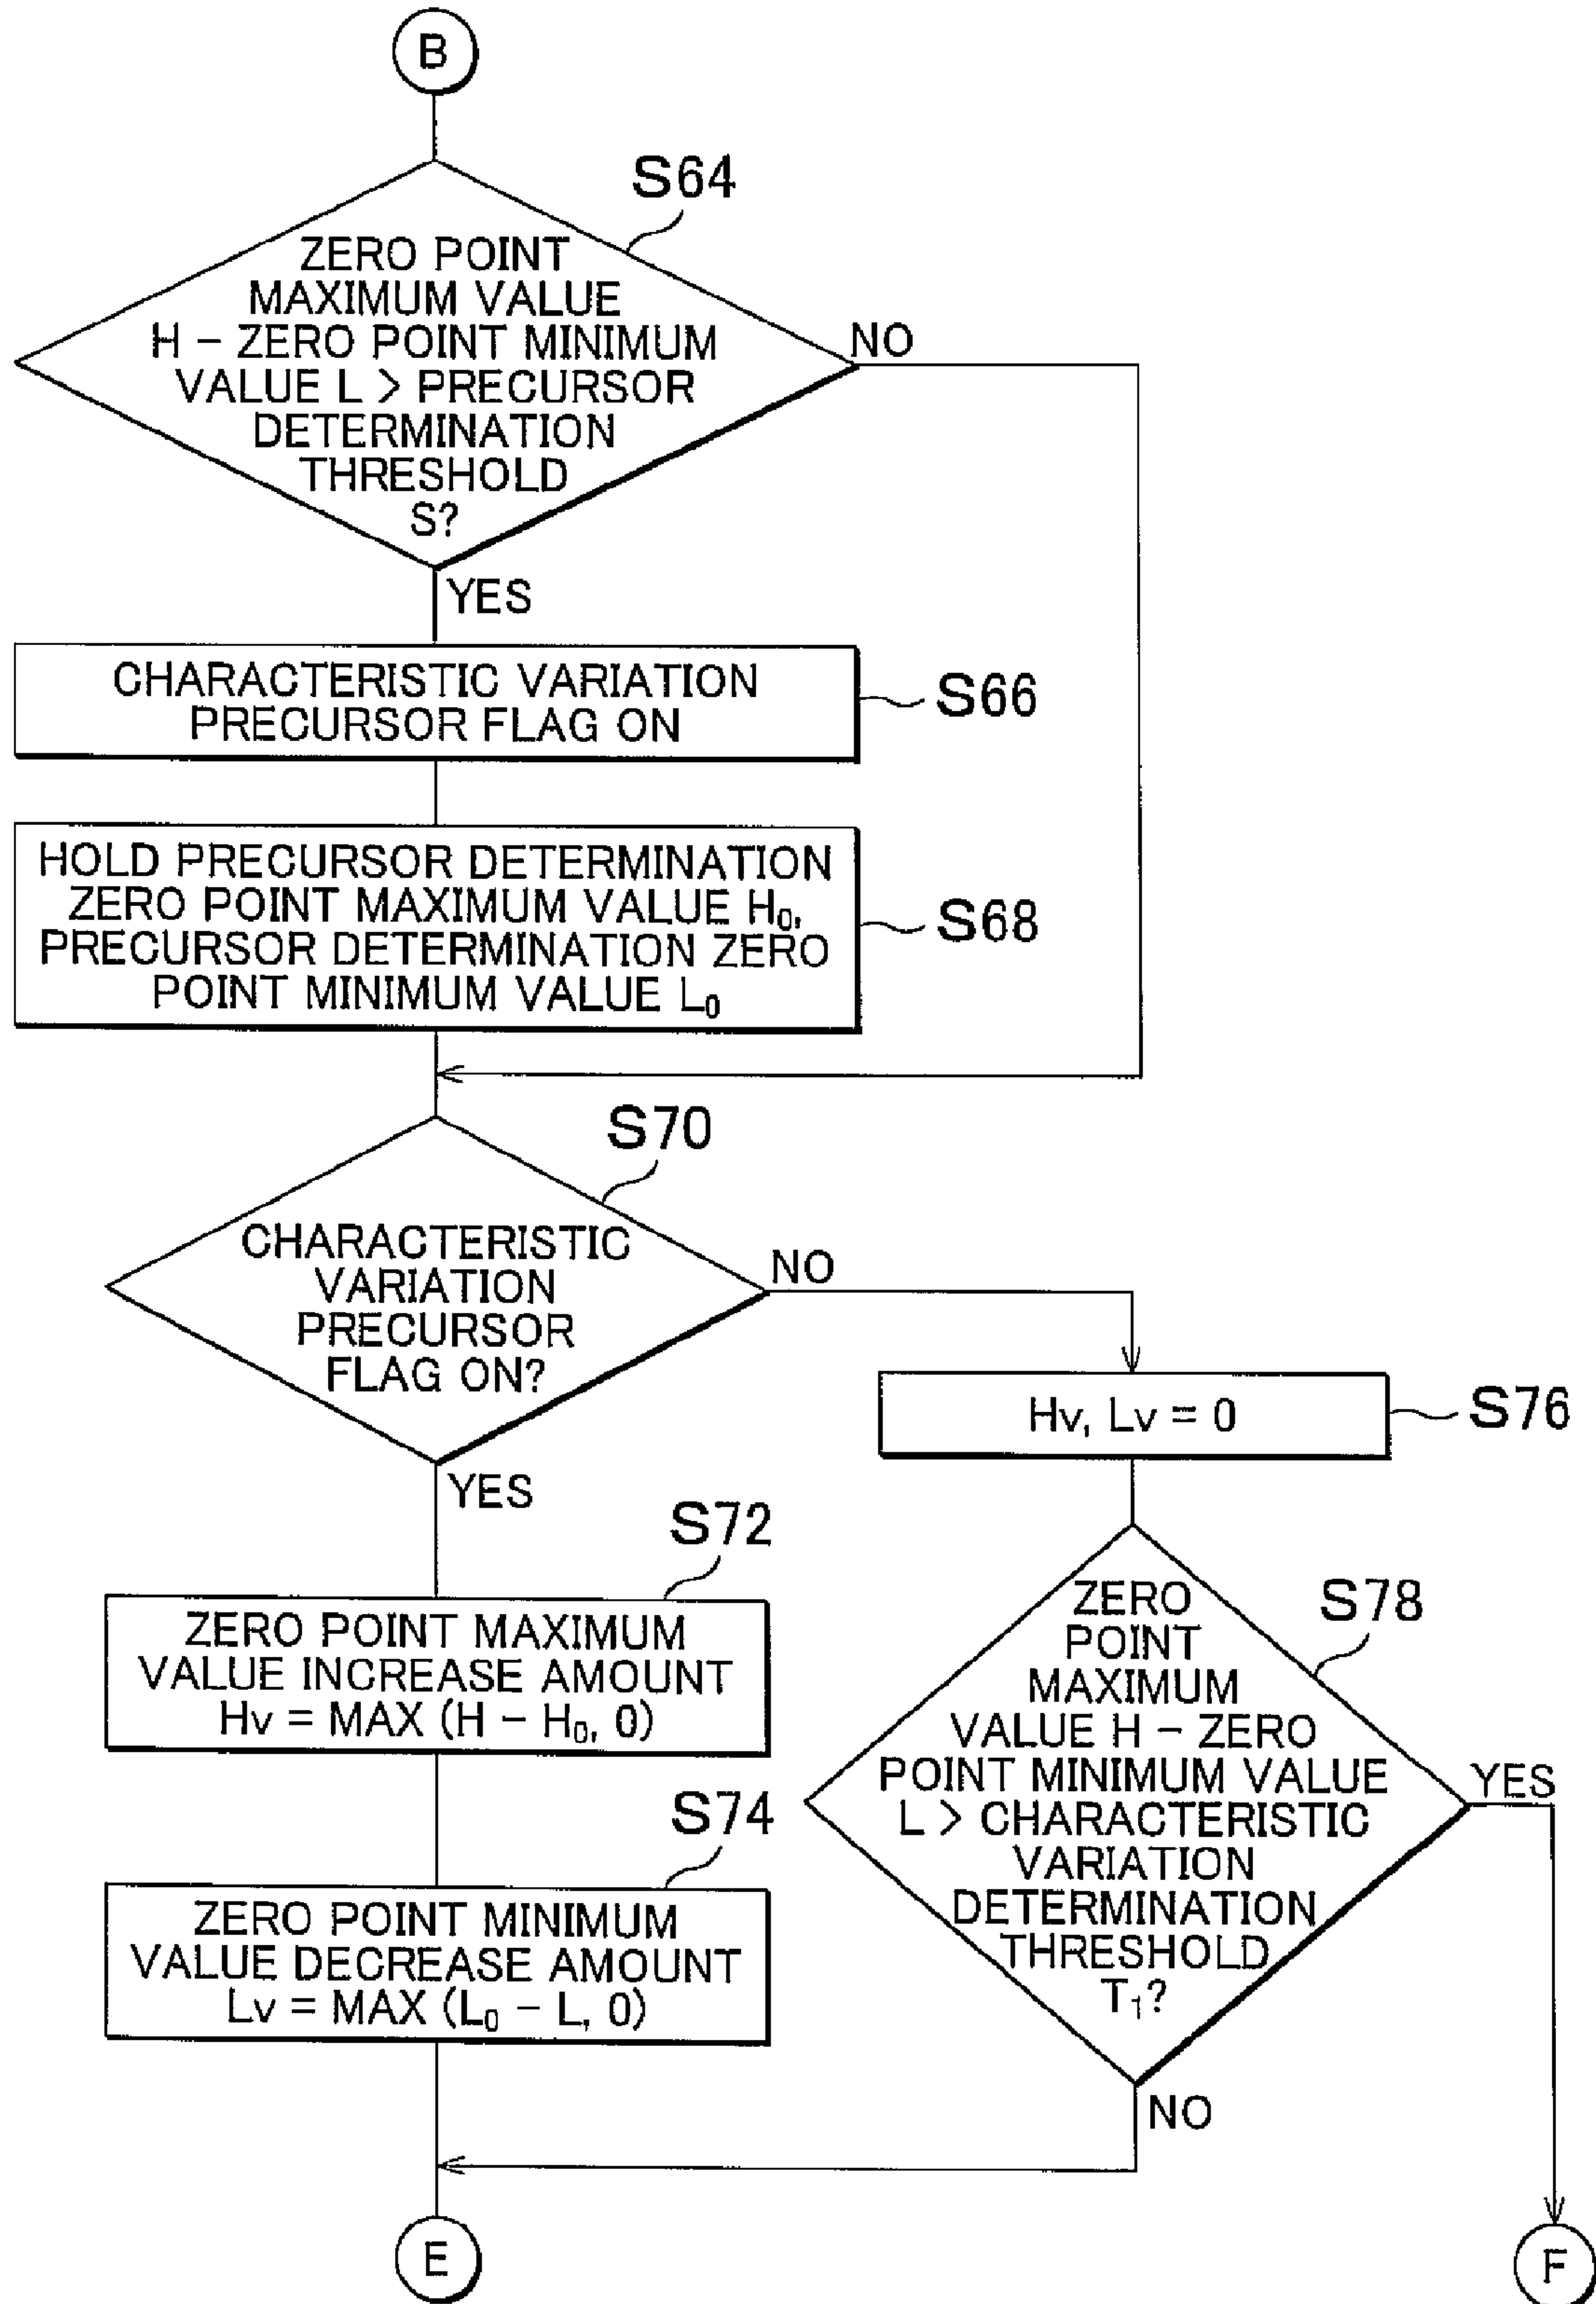 B
S64
ZERO POINT
MAXIMUM VALUE
H – ZERO POINT MINIMUM
VALUE L > PRECURSOR
DETERMINATION
THRESHOLD
S?
NO
YES
CHARACTERISTIC VARIATION
PRECURSOR FLAG ON
S66
HOLD PRECURSOR DETERMINATION
ZERO POINT MAXIMUM VALUE H₀,
PRECURSOR DETERMINATION ZERO
POINT MINIMUM VALUE L₀
S68
S70
CHARACTERISTIC
VARIATION
PRECURSOR
FLAG ON?
NO
YES
Hv, Lv = 0
S76
S72
ZERO POINT MAXIMUM
VALUE INCREASE AMOUNT
Hv = MAX (H – H₀, 0)
S74
ZERO POINT MINIMUM
VALUE DECREASE AMOUNT
Lv = MAX (L₀ – L, 0)
S78
ZERO
POINT
MAXIMUM
VALUE H – ZERO
POINT MINIMUM VALUE
L > CHARACTERISTIC
VARIATION
DETERMINATION
THRESHOLD
T₁?
YES
NO
E
F